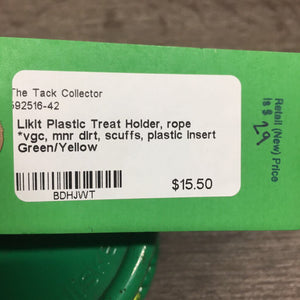 The Tack Collector
592516-42
Likit Plastic Treat Holder, rope
*vgc, mnr dirt, scuffs, plastic insert
Green/Yellow
$15.50
BDHJWT
Retail (New) Price
is $ 29